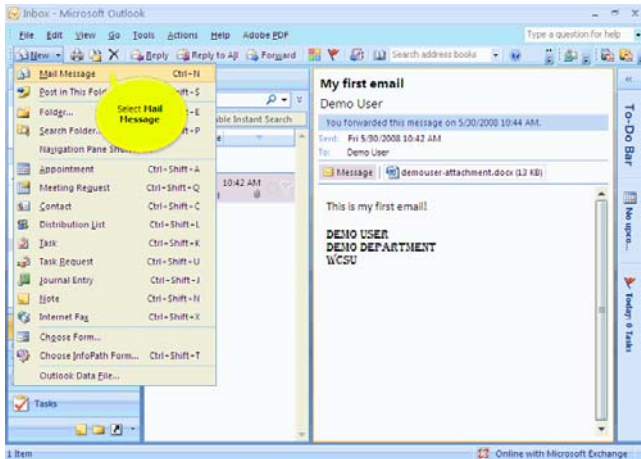 Inbox - Microsoft Outlook
File Edit View Go Tools Actions Help Adobe PDF Type a question for help
New Reply Reply to All Forward Search address books
Mail Message Ctrl+N
Post in This Fold ift+S
Folder... +E
Search Folder... +P
Navigation Pane Sh
Select Mail
Message
ble Instant Search
Appointment Ctrl+Shift+A
Meeting Request Ctrl+Shift+Q
Contact Ctrl+Shift+C
Distribution List Ctrl+Shift+L
Task Ctrl+Shift+K
Task Request Ctrl+Shift+U
Journal Entry Ctrl+Shift+J
Note Ctrl+Shift+N
Internet Fax Ctrl+Shift+X
Choose Form...
Choose InfoPath Form... Ctrl+Shift+T
Outlook Data File...
Tasks
10:42 AM
My first email
Demo User
You forwarded this message on 5/30/2008 10:44 AM.
Sent: Fri 5/30/2008 10:42 AM
To: Demo User
Message demouser-attachment.docx (13 KB)
This is my first email!
DEMO USER
DEMO DEPARTMENT
WCSU
To-Do Bar
No upco...
Today: 0 Tasks
1 Item Online with Microsoft Exchange